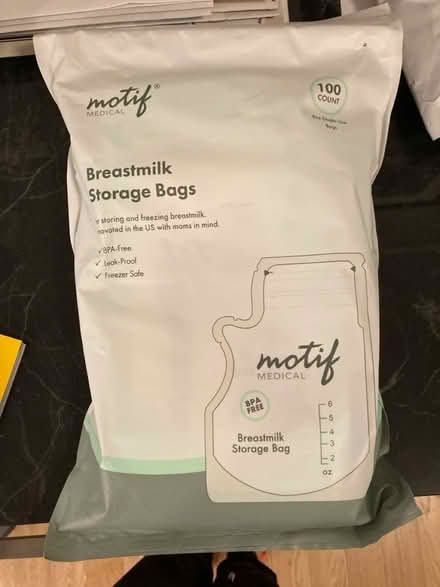 motif®
MEDICAL
100
COUNT
Bags
Breastmilk
Storage Bags
storing and freezing breastmilk.
in the US with moms in mind.
✓ BPA-Free
✓ Leak-Proof
✓ Freezer Safe
motif
MEDICAL
BPA
FREE
Breastmilk
Storage Bag
6
5
4
3
2
oz